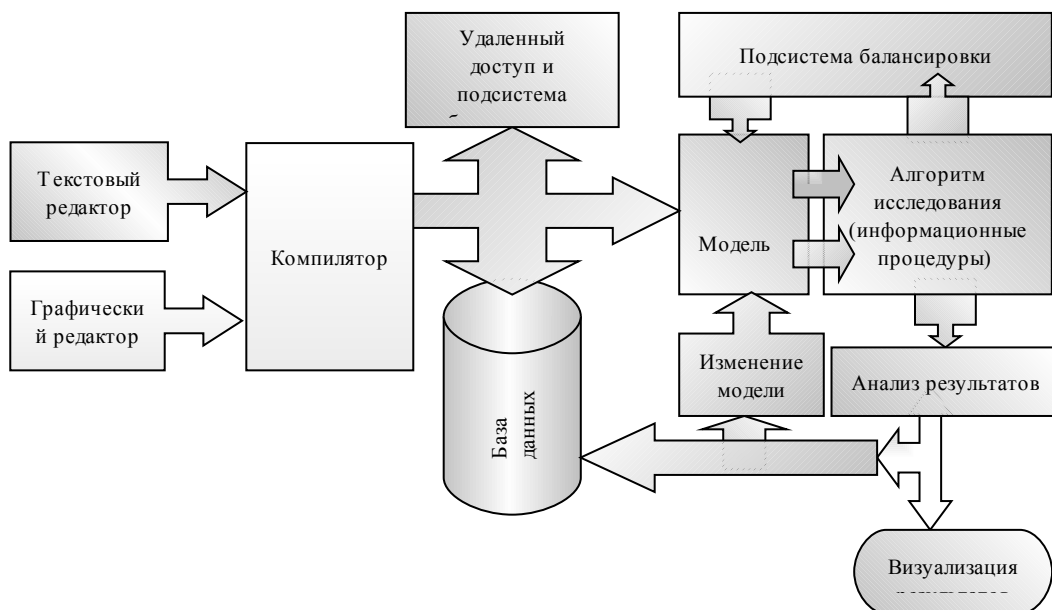 Удаленный
доступ и
подсистема
Подсистема балансировки
Текстовый
редактор
Компилятор
Графически
й редактор
Модель
Алгоритм
исследования
(информационные
процедуры)
База
данных
Изменение
модели
Анализ результатов
Визуализация